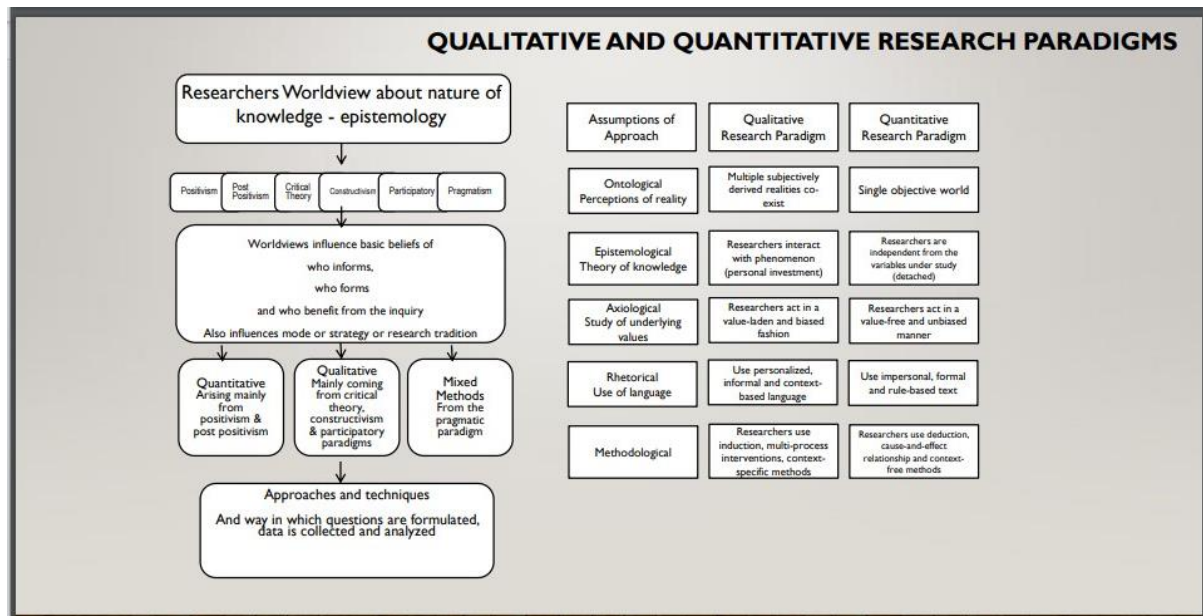 QUALITATIVE AND QUANTITATIVE RESEARCH PARADIGMS
Researchers Worldview about nature of
knowledge - epistemology
Positivism
Post
Positivism
Critical
Theory
Constructivism
Participatory
Pragmatism
Worldviews influence basic beliefs of
who informs,
who forms
and who benefit from the inquiry
Also influences mode or strategy or research tradition
Quantitative
Arising mainly
from
positivism &
post positivism
Qualitative
Mainly coming
from critical
theory,
constructivism
& participatory
paradigms
Mixed
Methods
From the
pragmatic
paradigm
Approaches and techniques
And way in which questions are formulated,
data is collected and analyzed
Assumptions of
Approach
Qualitative
Research Paradigm
Quantitative
Research Paradigm
Ontological
Perceptions of reality
Multiple subjectively
derived realities co-
exist
Single objective world
Epistemological
Theory of knowledge
Researchers interact
with phenomenon
(personal investment)
Researchers are
independent from the
variables under study
(detached)
Axiological
Study of underlying
values
Researchers act in a
value-laden and biased
fashion
Researchers act in a
value-free and unbiased
manner
Rhetorical
Use of language
Use personalized,
informal and context-
based language
Use impersonal, formal
and rule-based text
Methodological
Researchers use
induction, multi-process
interventions, context-
specific methods
Researchers use deduction,
cause-and-effect
relationship and context-
free methods